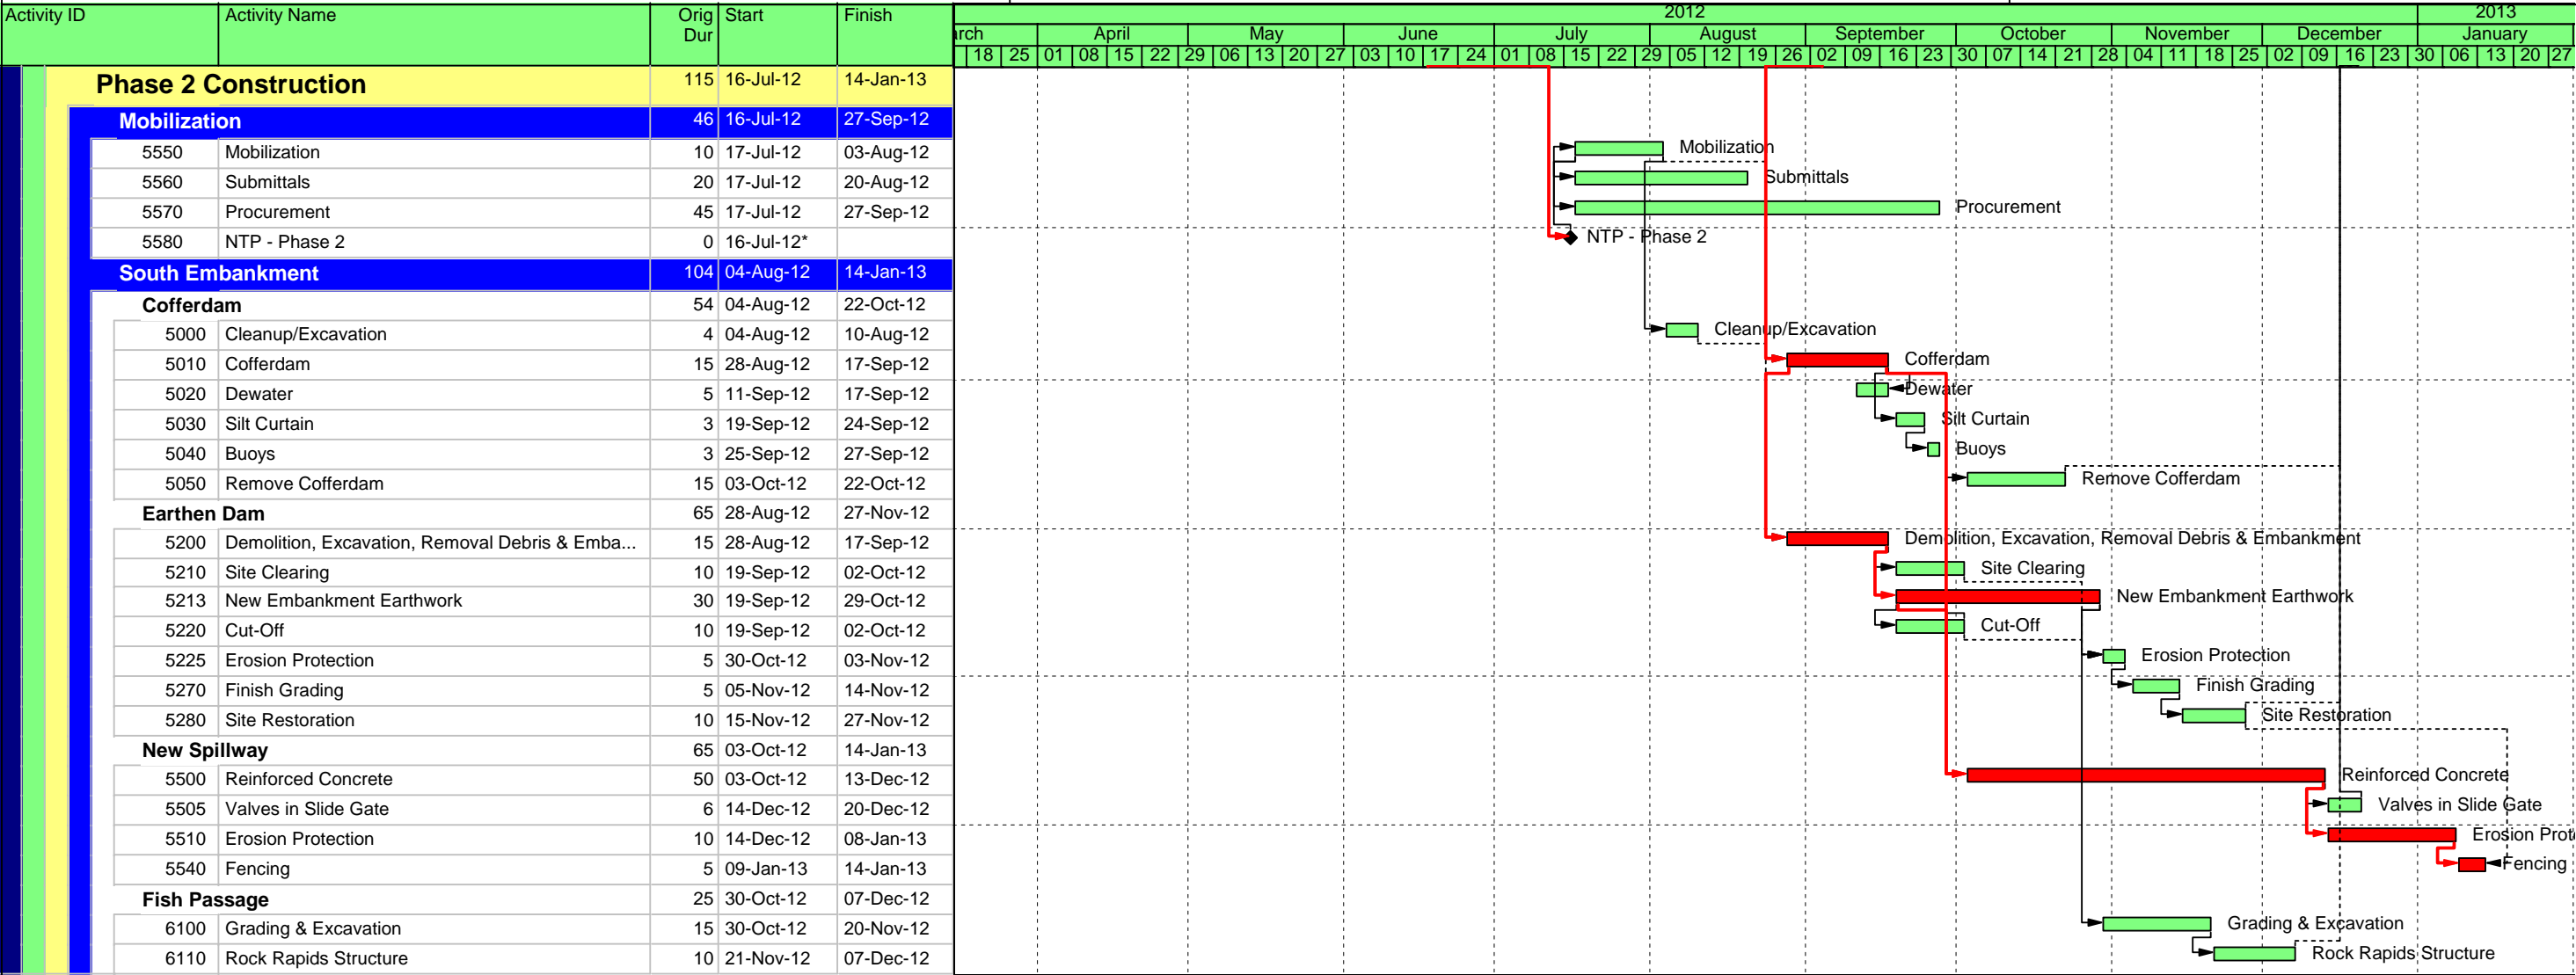 Activity ID Activity Name Orig Dur Start Finish 2012 2013
rch April May June July August September October November December January
18 25 01 08 15 22 29 06 13 20 27 03 10 17 24 01 08 15 22 29 05 12 19 26 02 09 16 23 30 07 14 21 28 04 11 18 25 02 09 16 23 30 06 13 20 27
Phase 2 Construction 115 16-Jul-12 14-Jan-13
Mobilization 46 16-Jul-12 27-Sep-12
5550 Mobilization 10 17-Jul-12 03-Aug-12 Mobilization
5560 Submittals 20 17-Jul-12 20-Aug-12 Submittals
5570 Procurement 45 17-Jul-12 27-Sep-12 Procurement
5580 NTP - Phase 2 0 16-Jul-12* NTP - Phase 2
South Embankment 104 04-Aug-12 14-Jan-13
Cofferdam 54 04-Aug-12 22-Oct-12
5000 Cleanup/Excavation 4 04-Aug-12 10-Aug-12 Cleanup/Excavation
5010 Cofferdam 15 28-Aug-12 17-Sep-12 Cofferdam
5020 Dewater 5 11-Sep-12 17-Sep-12 Dewater
5030 Silt Curtain 3 19-Sep-12 24-Sep-12 Silt Curtain
5040 Buoys 3 25-Sep-12 27-Sep-12 Buoys
5050 Remove Cofferdam 15 03-Oct-12 22-Oct-12 Remove Cofferdam
Earthen Dam 65 28-Aug-12 27-Nov-12
5200 Demolition, Excavation, Removal Debris & Emba... 15 28-Aug-12 17-Sep-12 Demolition, Excavation, Removal Debris & Embankment
5210 Site Clearing 10 19-Sep-12 02-Oct-12 Site Clearing
5213 New Embankment Earthwork 30 19-Sep-12 29-Oct-12 New Embankment Earthwork
5220 Cut-Off 10 19-Sep-12 02-Oct-12 Cut-Off
5225 Erosion Protection 5 30-Oct-12 03-Nov-12 Erosion Protection
5270 Finish Grading 5 05-Nov-12 14-Nov-12 Finish Grading
5280 Site Restoration 10 15-Nov-12 27-Nov-12 Site Restoration
New Spillway 65 03-Oct-12 14-Jan-13
5500 Reinforced Concrete 50 03-Oct-12 13-Dec-12 Reinforced Concrete
5505 Valves in Slide Gate 6 14-Dec-12 20-Dec-12 Valves in Slide Gate
5510 Erosion Protection 10 14-Dec-12 08-Jan-13 Erosion Prot
5540 Fencing 5 09-Jan-13 14-Jan-13 Fencing
Fish Passage 25 30-Oct-12 07-Dec-12
6100 Grading & Excavation 15 30-Oct-12 20-Nov-12 Grading & Excavation
6110 Rock Rapids Structure 10 21-Nov-12 07-Dec-12 Rock Rapids Structure